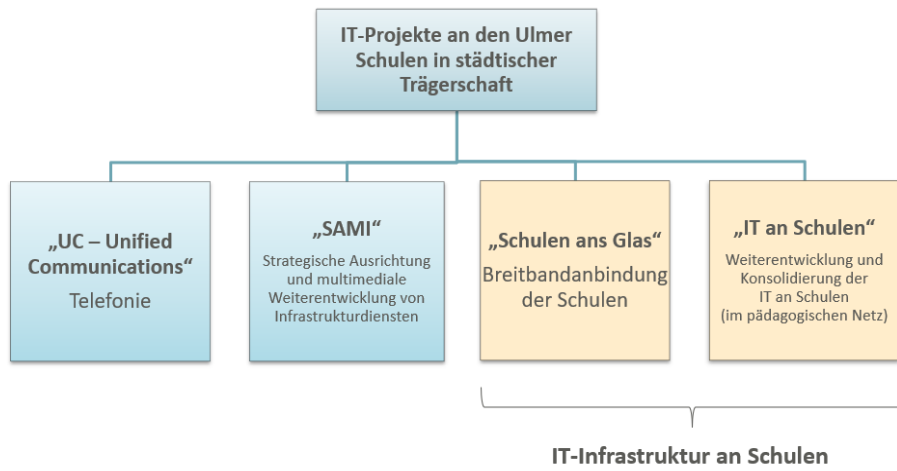 IT-Projekte an den Ulmer
Schulen in städtischer
Trägerschaft
„UC – Unified
Communications“
Telefonie
„SAMI“
Strategische Ausrichtung
und multimediale
Weiterentwicklung von
Infrastrukturdiensten
„Schulen ans Glas“
Breitbandanbindung
der Schulen
„IT an Schulen“
Weiterentwicklung und
Konsolidierung der
IT an Schulen
(im pädagogischen Netz)
IT-Infrastruktur an Schulen